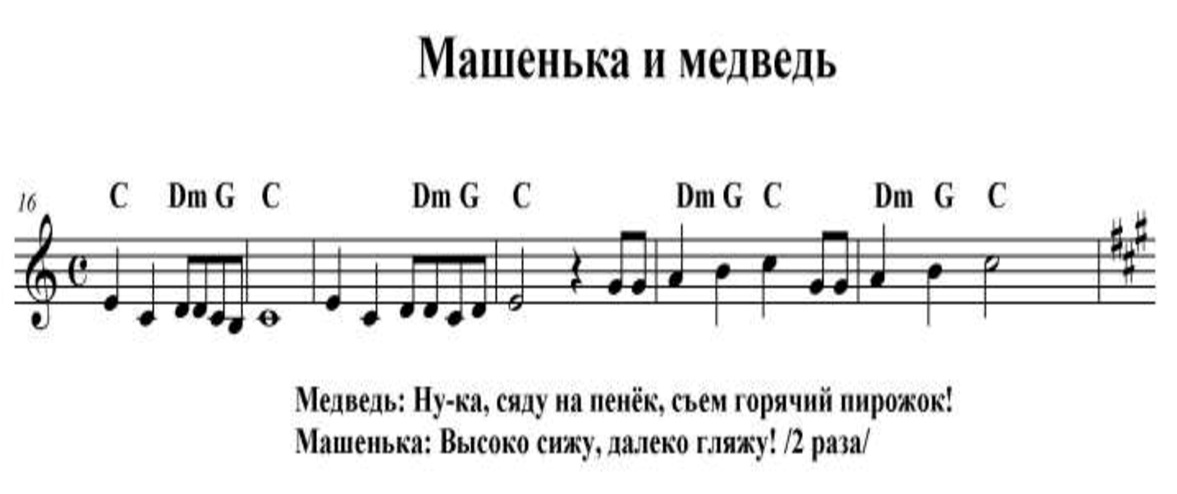 Машенька и медведь
16 C Dm G C Dm G C Dm G C Dm G C
Медведь: Ну-ка, сяду на пенёк, съем горячий пирожок!
Машенька: Высоко сижу, далеко гляжу! /2 раза/